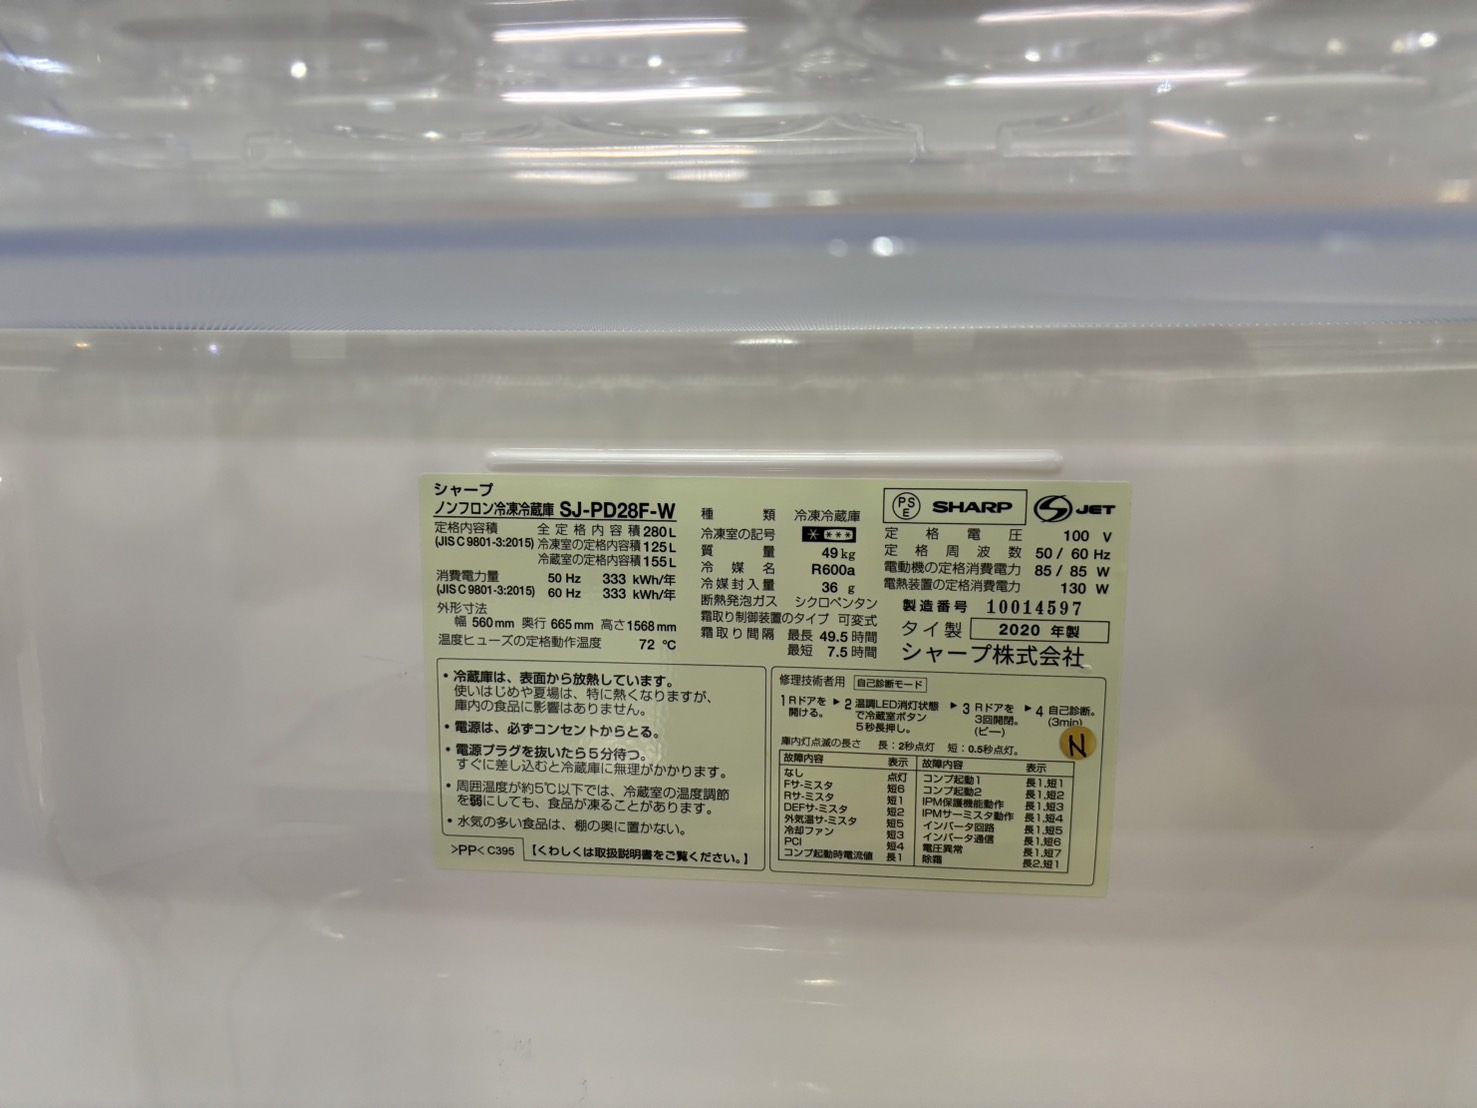 シャープ
ノンフロン冷凍冷蔵庫 SJ-PD28F-W
定格内容積 全定格内容積 280L
(JIS C 9801-3:2015) 冷凍室の定格内容積 125L
冷蔵室の定格内容積 155L
消費電力量 50 Hz 333 kWh/年
(JIS C 9801-3:2015) 60 Hz 333 kWh/年
外形寸法
幅 560mm 奥行 665mm 高さ1568mm
温度ヒューズの定格動作温度 72 ℃
種類 冷凍冷蔵庫
冷凍室の記号 * ***
質量 49kg
冷媒名 R600a
冷媒封入量 36 g
断熱発泡ガス シクロペンタン
霜取り制御装置のタイプ 可変式
霜取り間隔 最長 49.5 時間
最短 7.5 時間
PSE SHARP S JET
定格電圧 100 V
定格周波数 50 / 60 Hz
電動機の定格消費電力 85 / 85 W
電熱装置の定格消費電力 130 W
製造番号 10014597
タイ製 2020 年製
シャープ株式会社
・冷蔵庫は、表面から放熱しています。
使いはじめや夏場は、特に熱くなりますが、
庫内の食品に影響はありません。
・電源は、必ずコンセントからとる。
・電源プラグを抜いたら5分待つ。
すぐに差し込むと冷蔵庫に無理がかかります。
・周囲温度が約5℃以下では、冷蔵室の温度調節
を弱にしても、食品が凍ることがあります。
・水気の多い食品は、棚の奥に置かない。
>PP< C395 【くわしくは取扱説明書をご覧ください。】
修理技術者用 自己診断モード
1 Rドアを開ける。 ▶ 2 温調LED消灯状態で冷蔵室ボタン5秒長押し。 ▶ 3 Rドアを3回開閉。(ピー) ▶ 4 自己診断。(3min)
N
庫内灯点滅の長さ 長：2秒点灯 短：0.5秒点灯。
故障内容 表示 故障内容 表示
なし 点灯 コンプ起動1 長1,短1
Fサーミスタ 短6 コンプ起動2 長1,短2
Rサーミスタ 短1 IPM保護機能動作 長1,短3
DEFサーミスタ 短2 IPMサーミスタ動作 長1,短4
外気温サーミスタ 短5 インバータ回路 長1,短5
冷却ファン 短3 インバータ通信 長1,短6
PCI 短4 電圧異常 長1,短7
コンプ起動時電流値 長1 除霜 長2,短1